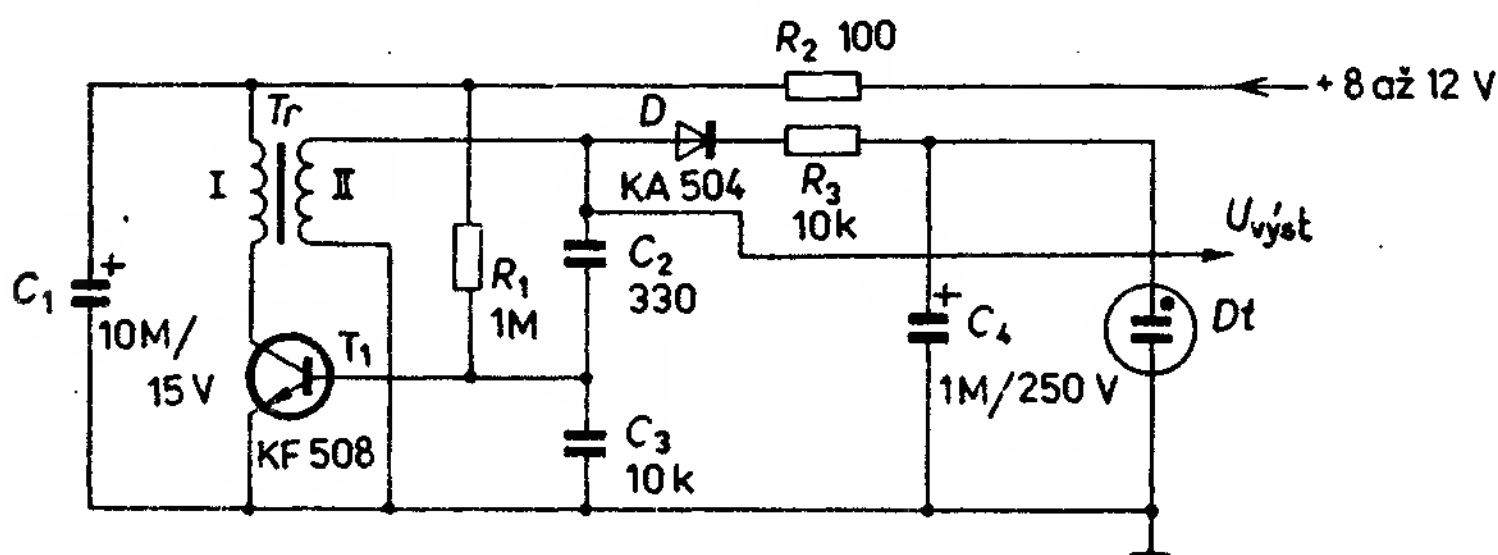 R2 100
+ 8 až 12 V
Tr
D
I
II
KA 504
R3
10k
Uvýst
C1
+
10M/
15 V
R1
1M
C2
330
T1
+
C4
1M/250 V
Dt
KF 508
C3
10k